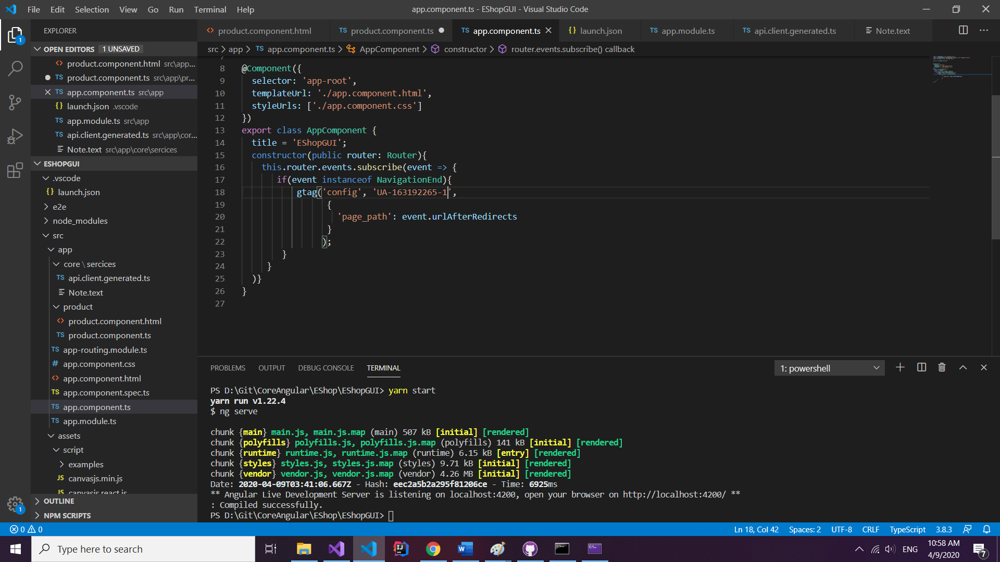 File Edit Selection View Go Run Terminal Help
app.component.ts - EShopGUI - Visual Studio Code
EXPLORER
OPEN EDITORS 1 UNSAVED
product.component.html src\app...
product.component.ts src\app\pr...
app.component.ts src\app
launch.json .vscode
app.module.ts src\app
api.client.generated.ts src\app\cor...
Note.text src\app\core\sercices
ESHOPGUI
.vscode
launch.json
e2e
node_modules
src
app
core \ sercices
api.client.generated.ts
Note.text
product
product.component.html
product.component.ts
app-routing.module.ts
app.component.css
app.component.html
app.component.spec.ts
app.component.ts
app.module.ts
assets
script
examples
canvasjs.min.js
canvasjs.react.js
OUTLINE
NPM SCRIPTS
product.component.html product.component.ts app.component.ts launch.json app.module.ts api.client.generated.ts Note.text
src > app > TS app.component.ts > AppComponent > constructor > router.events.subscribe() callback
8 @Component({
9 selector: 'app-root',
10 templateUrl: './app.component.html',
11 styleUrls: ['./app.component.css']
12 })
13 export class AppComponent {
14 title = 'EShopGUI';
15 constructor(public router: Router){
16 this.router.events.subscribe(event => {
17 if(event instanceof NavigationEnd){
18 gtag('config', 'UA-163192265-1',
19 {
20 'page_path': event.urlAfterRedirects
21 }
22 );
23 }
24 }
25 )}
26 }
27
PROBLEMS OUTPUT DEBUG CONSOLE TERMINAL
1: powershell
PS D:\Git\CoreAngular\EShop\EShopGUI> yarn start
yarn run v1.22.4
$ ng serve
chunk {main} main.js, main.js.map (main) 507 kB [initial] [rendered]
chunk {polyfills} polyfills.js, polyfills.js.map (polyfills) 141 kB [initial] [rendered]
chunk {runtime} runtime.js, runtime.js.map (runtime) 6.15 kB [entry] [rendered]
chunk {styles} styles.js, styles.js.map (styles) 9.71 kB [initial] [rendered]
chunk {vendor} vendor.js, vendor.js.map (vendor) 4.26 MB [initial] [rendered]
Date: 2020-04-09T03:41:06.667Z - Hash: eec2a5b2a295f81206ce - Time: 6925ms
** Angular Live Development Server is listening on localhost:4200, open your browser on http://localhost:4200/ **
: Compiled successfully.
PS D:\Git\CoreAngular\EShop\EShopGUI>
0 0
Ln 18, Col 42 Spaces: 2 UTF-8 CRLF TypeScript 3.8.3
Type here to search
ENG
10:58 AM
4/9/2020
7